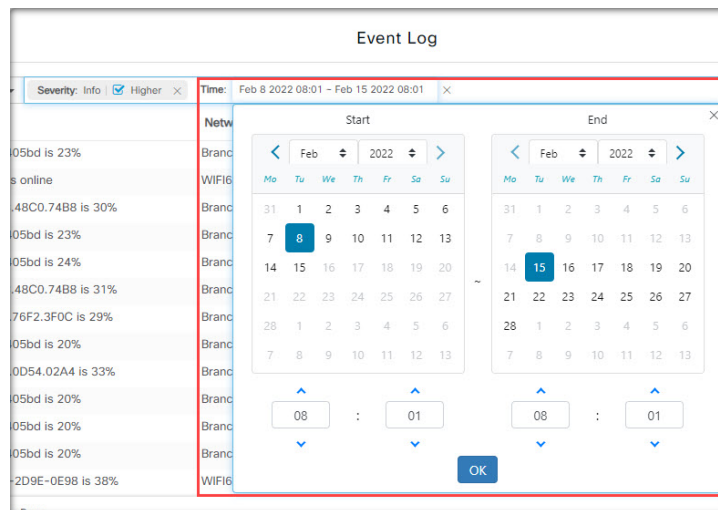 Event Log
Severity: Info | Higher × Time: Feb 8 2022 08:01 - Feb 15 2022 08:01 ×
Netw
405bd is 23% Branc
s online WIFI6
.48C0.74B8 is 30% Branc
405bd is 23% Branc
405bd is 24% Branc
.48C0.74B8 is 31% Branc
.76F2.3F0C is 29% Branc
405bd is 20% Branc
.0D54.02A4 is 33% Branc
405bd is 20% Branc
405bd is 20% Branc
405bd is 20% Branc
-2D9E-0E98 is 38% WIFI6
Start
Feb 2022
Mo Tu We Th Fr Sa Su
31 1 2 3 4 5 6
7 8 9 10 11 12 13
14 15 16 17 18 19 20
21 22 23 24 25 26 27
28 1 2 3 4 5 6
7 8 9 10 11 12 13
08 : 01
~
End
Feb 2022
Mo Tu We Th Fr Sa Su
31 1 2 3 4 5 6
7 8 9 10 11 12 13
14 15 16 17 18 19 20
21 22 23 24 25 26 27
28 1 2 3 4 5 6
7 8 9 10 11 12 13
08 : 01
OK